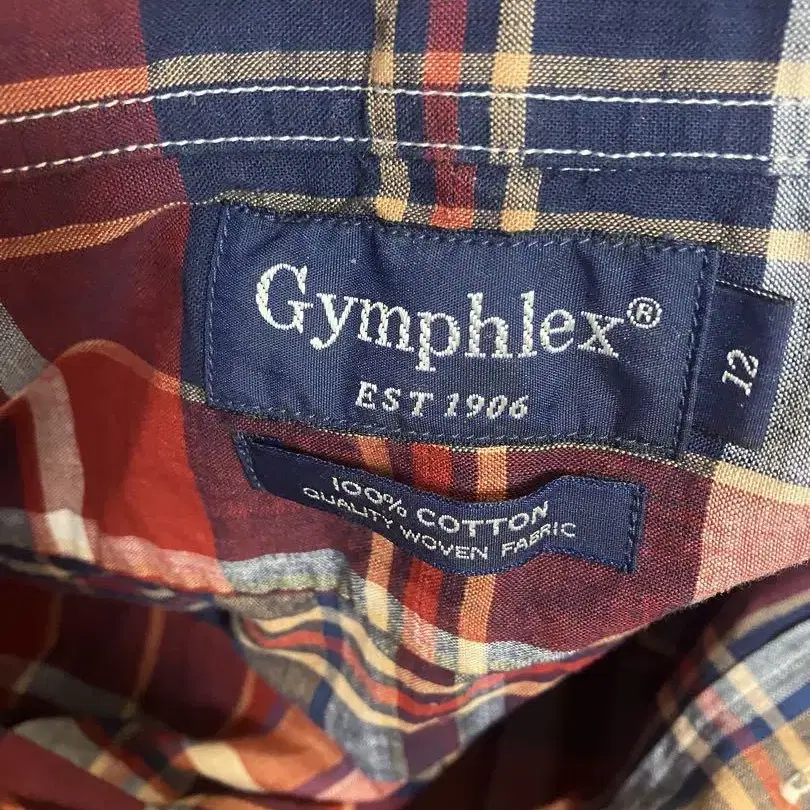 Gymphlex®
EST 1906
12
100% COTTON
QUALITY WOVEN FABRIC